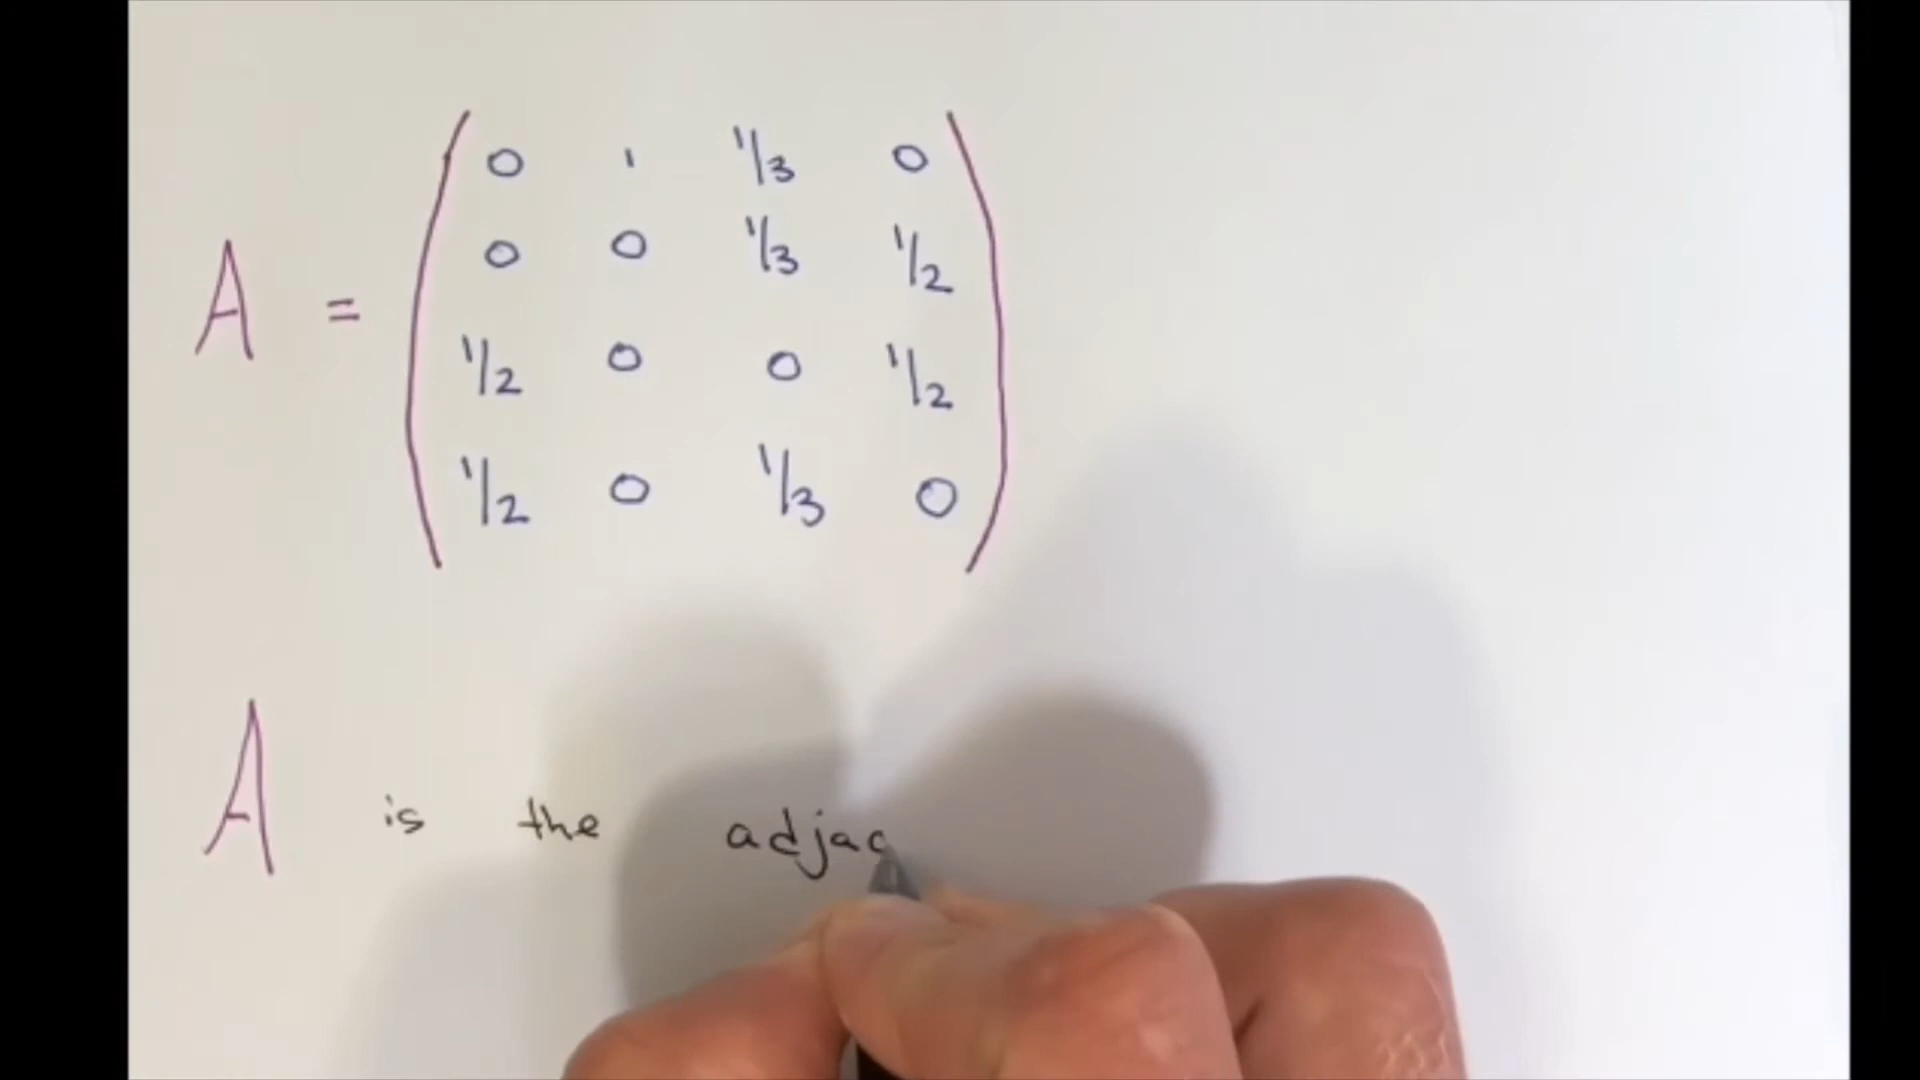 A = ( 0 1 1/3 0
0 0 1/3 1/2
1/2 0 0 1/2
1/2 0 1/3 0 )
A is the adjac